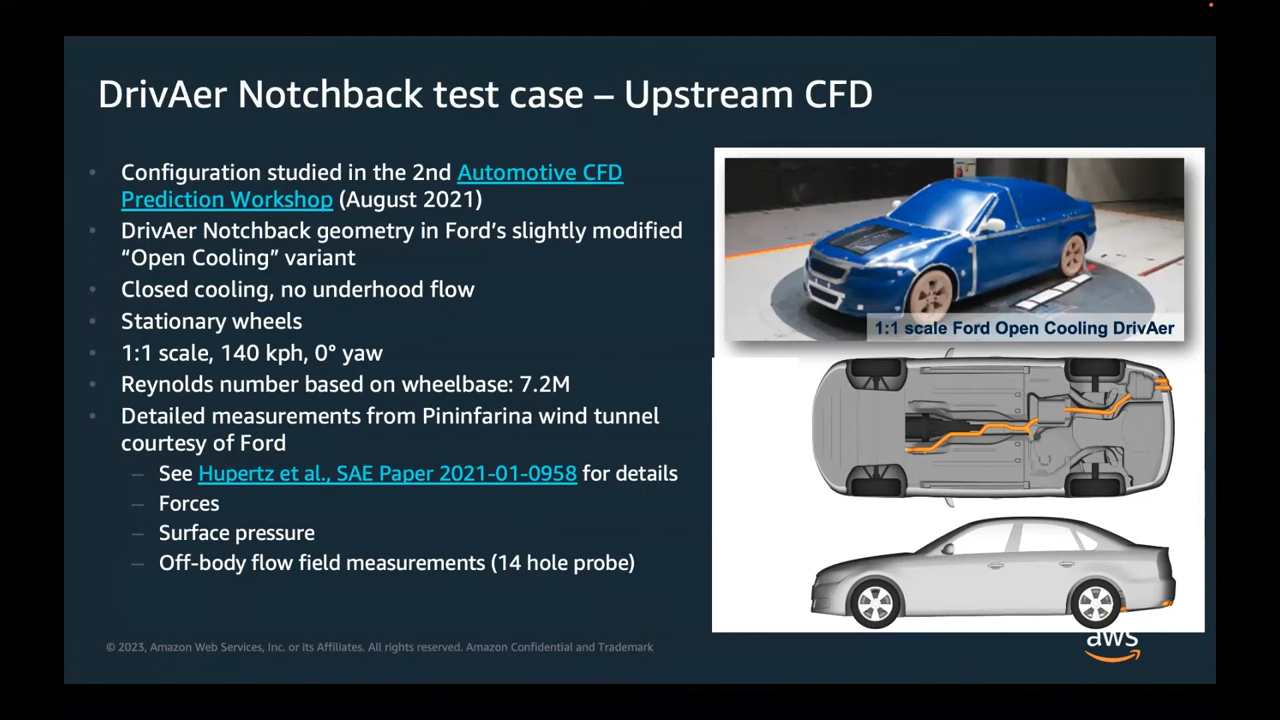 DrivAer Notchback test case – Upstream CFD
• Configuration studied in the 2nd Automotive CFD
Prediction Workshop (August 2021)
• DrivAer Notchback geometry in Ford’s slightly modified
“Open Cooling” variant
• Closed cooling, no underhood flow
• Stationary wheels
• 1:1 scale, 140 kph, 0° yaw
• Reynolds number based on wheelbase: 7.2M
• Detailed measurements from Pininfarina wind tunnel
courtesy of Ford
– See Hupertz et al., SAE Paper 2021-01-0958 for details
– Forces
– Surface pressure
– Off-body flow field measurements (14 hole probe)
1:1 scale Ford Open Cooling DrivAer
© 2023, Amazon Web Services, Inc. or its Affiliates. All rights reserved. Amazon Confidential and Trademark
aws